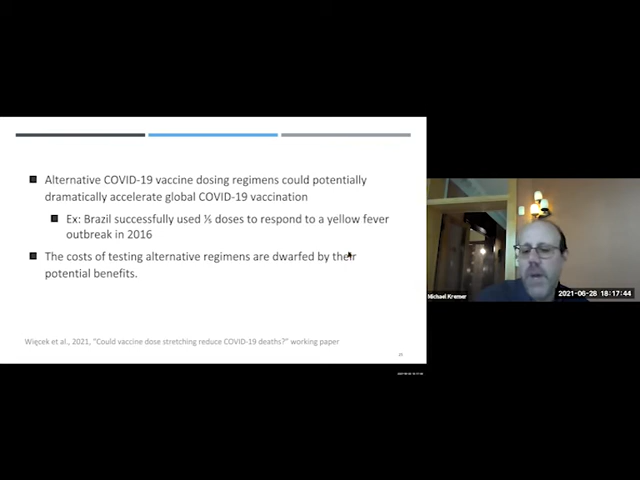 Alternative COVID-19 vaccine dosing regimens could potentially
dramatically accelerate global COVID-19 vaccination
Ex: Brazil successfully used ⅕ doses to respond to a yellow fever
outbreak in 2016
The costs of testing alternative regimens are dwarfed by their
potential benefits.
Więcek et al., 2021, "Could vaccine dose stretching reduce COVID-19 deaths?" working paper
Michael Kremer
2021-06-28 18:17:44